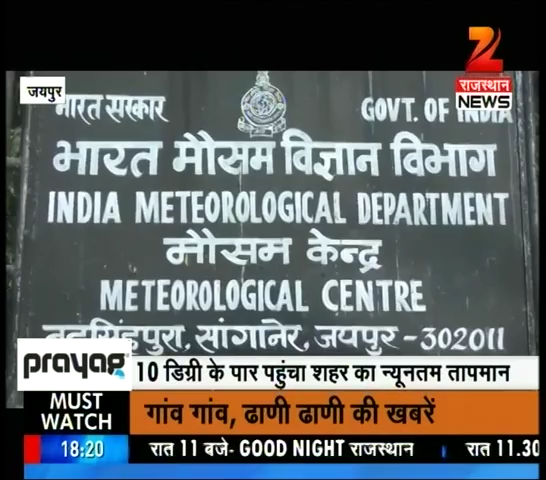 जयपुर
राजस्थान
NEWS
भारत सरकार
GOVT. OF INDIA
भारत मौसम विज्ञान विभाग
INDIA METEOROLOGICAL DEPARTMENT
मौसम केन्द्र
METEOROLOGICAL CENTRE
सांगानेर, जयपुर - 302011
prayag
10 डिग्री के पार पहुंचा शहर का न्यूनतम तापमान
MUST WATCH
गांव गांव, ढाणी ढाणी की खबरें
18:20
रात 11 बजे- GOOD NIGHT राजस्थान
रात 11.30